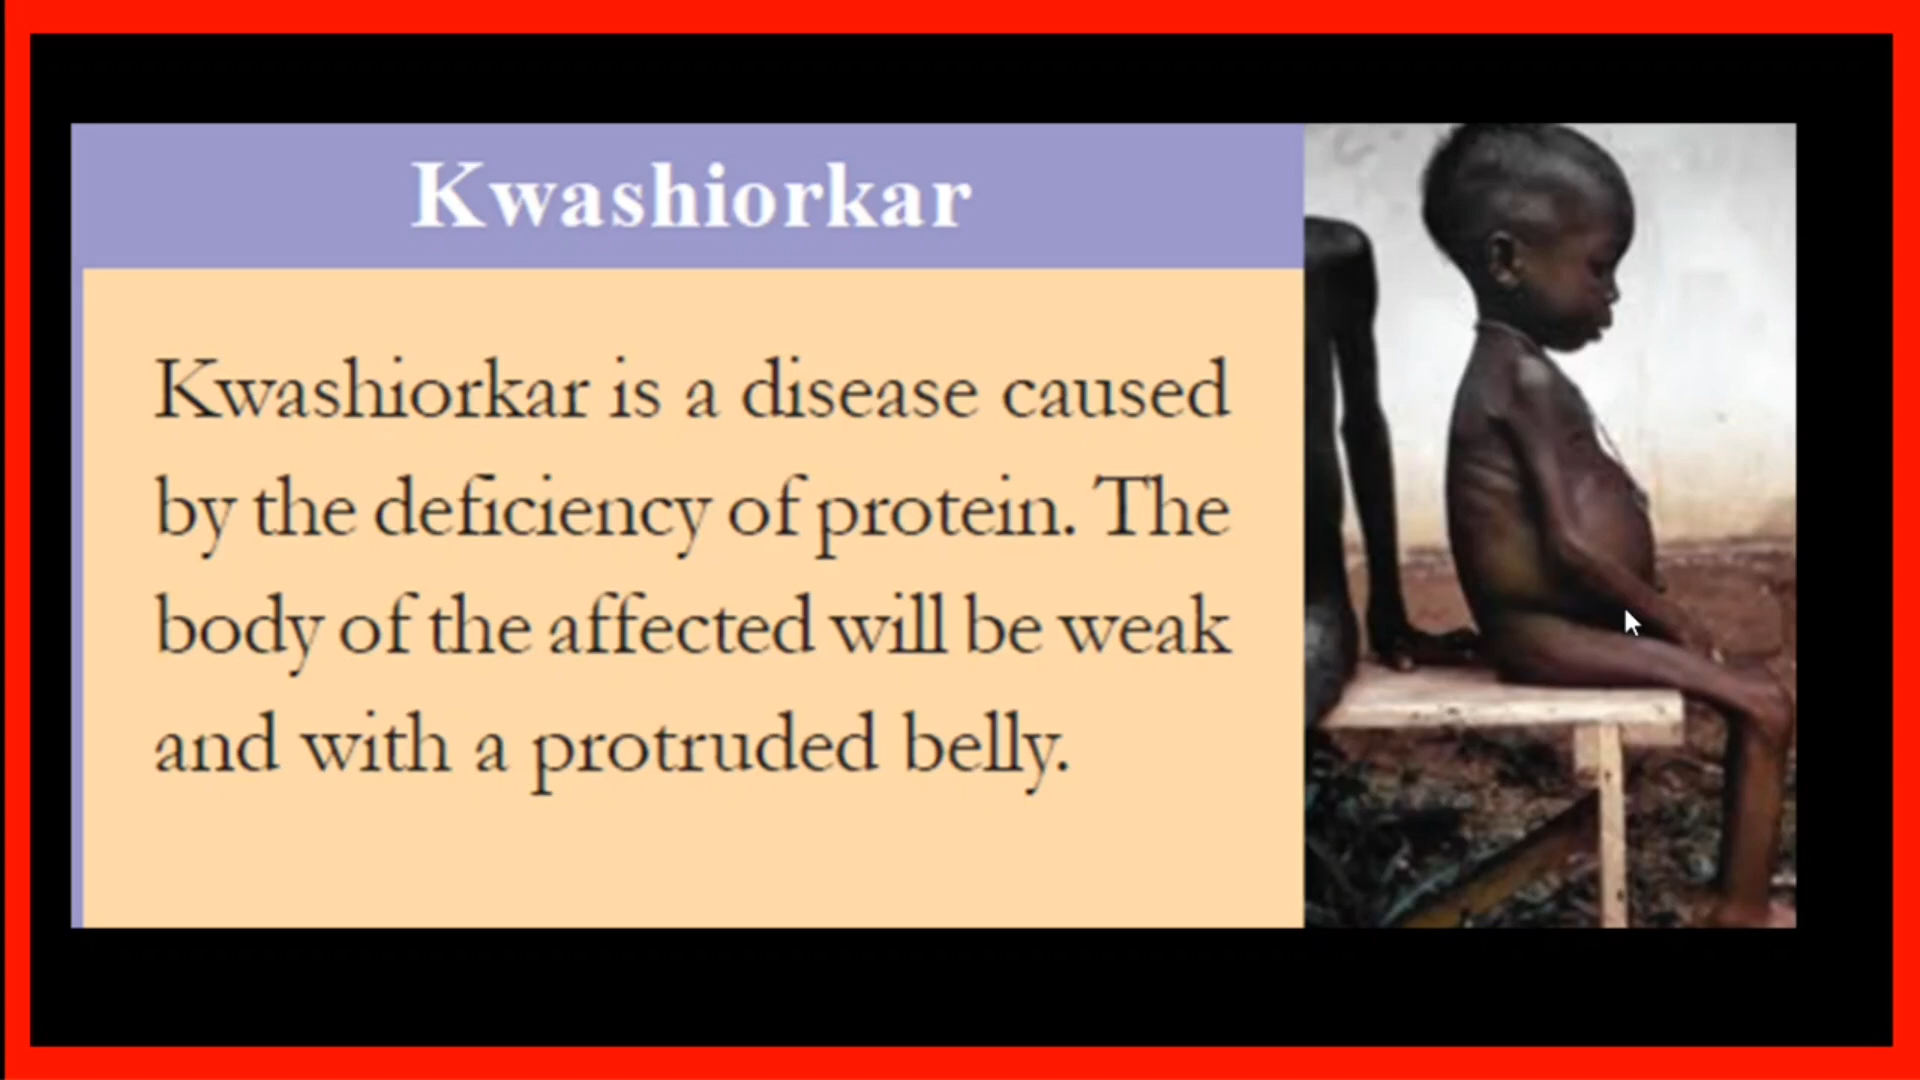 Kwashiorkar
Kwashiorkar is a disease caused
by the deficiency of protein. The
body of the affected will be weak
and with a protruded belly.